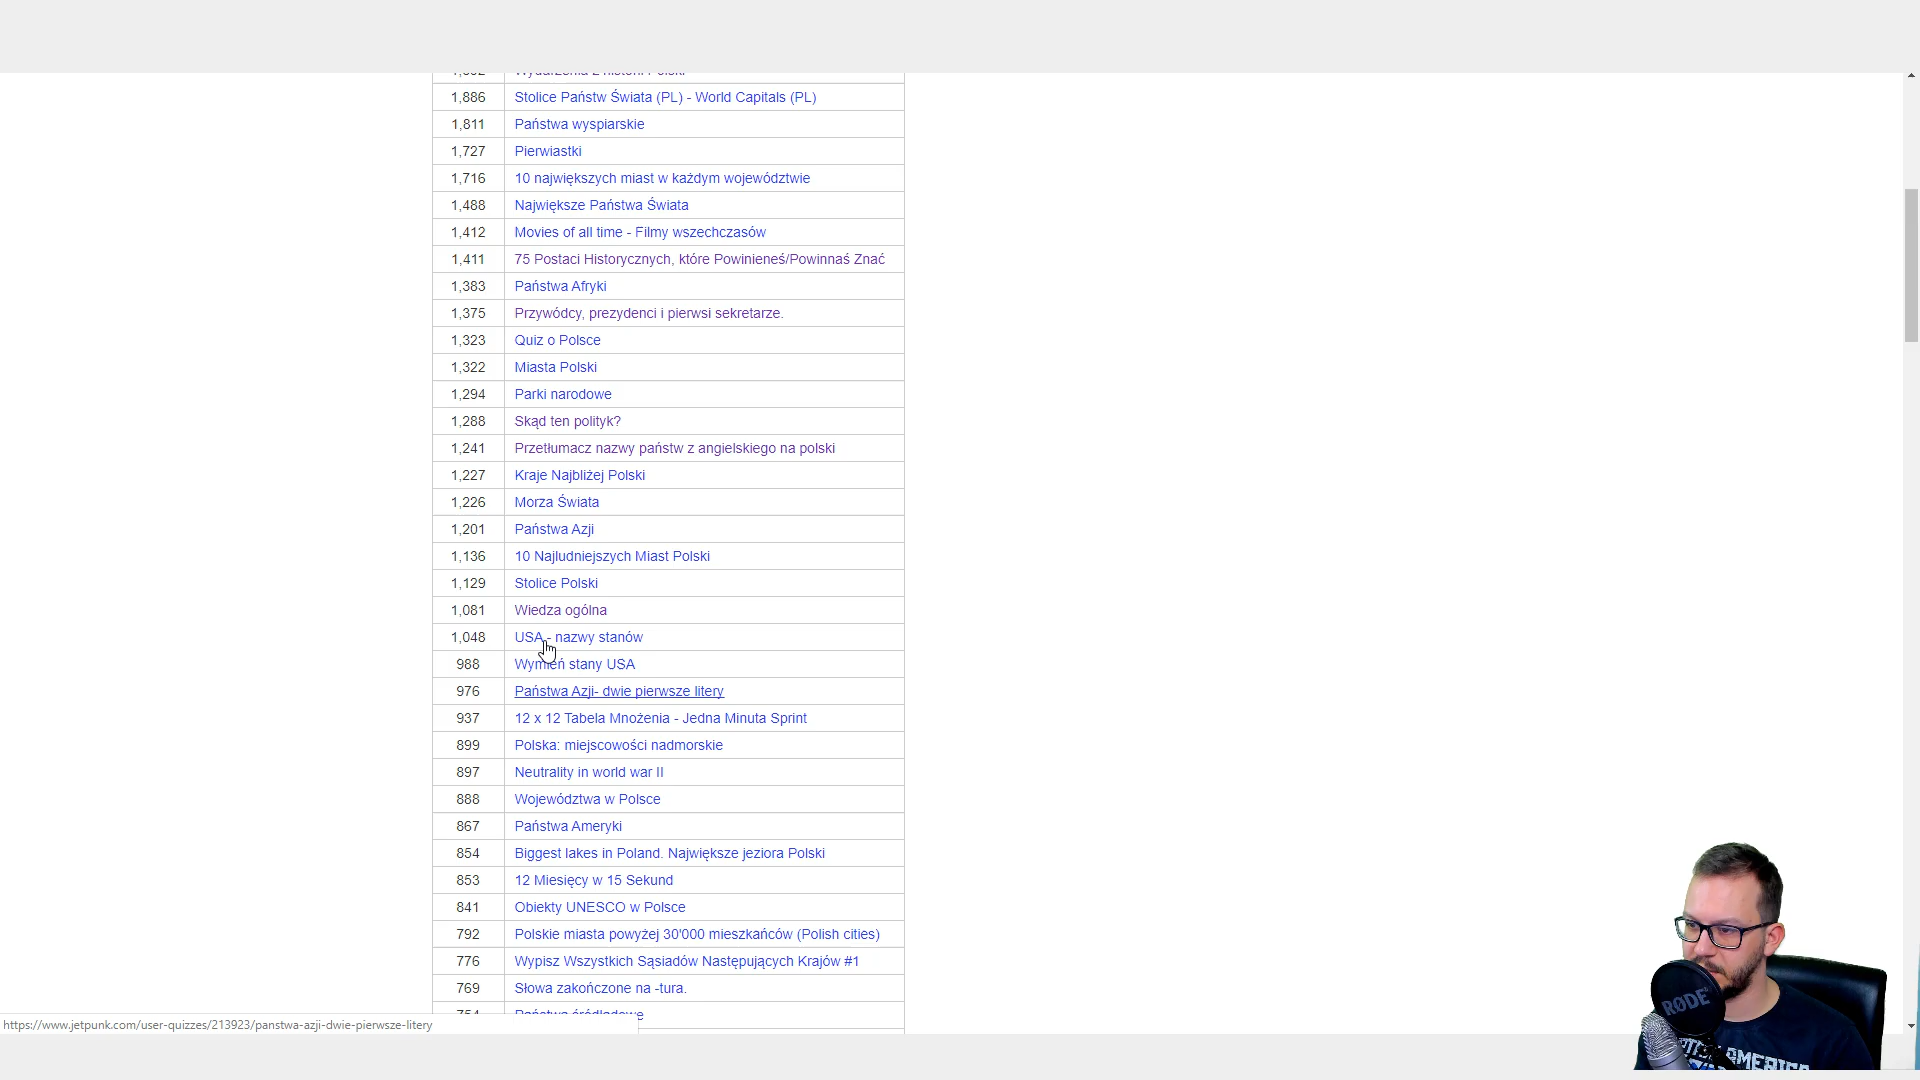 1,886 Stolice Państw Świata (PL) - World Capitals (PL)
1,811 Państwa wyspiarskie
1,727 Pierwiastki
1,716 10 największych miast w każdym województwie
1,488 Największe Państwa Świata
1,412 Movies of all time - Filmy wszechczasów
1,411 75 Postaci Historycznych, które Powinieneś/Powinnaś Znać
1,383 Państwa Afryki
1,375 Przywódcy, prezydenci i pierwsi sekretarze.
1,323 Quiz o Polsce
1,322 Miasta Polski
1,294 Parki narodowe
1,288 Skąd ten polityk?
1,241 Przetłumacz nazwy państw z angielskiego na polski
1,227 Kraje Najbliżej Polski
1,226 Morza Świata
1,201 Państwa Azji
1,136 10 Najludniejszych Miast Polski
1,129 Stolice Polski
1,081 Wiedza ogólna
1,048 USA - nazwy stanów
988 Wymień stany USA
976 Państwa Azji- dwie pierwsze litery
937 12 x 12 Tabela Mnożenia - Jedna Minuta Sprint
899 Polska: miejscowości nadmorskie
897 Neutrality in world war II
888 Województwa w Polsce
867 Państwa Ameryki
854 Biggest lakes in Poland. Największe jeziora Polski
853 12 Miesięcy w 15 Sekund
841 Obiekty UNESCO w Polsce
792 Polskie miasta powyżej 30'000 mieszkańców (Polish cities)
776 Wypisz Wszystkich Sąsiadów Następujących Krajów #1
769 Słowa zakończone na -tura.
https://www.jetpunk.com/user-quizzes/213923/panstwa-azji-dwie-pierwsze-litery
RØDE